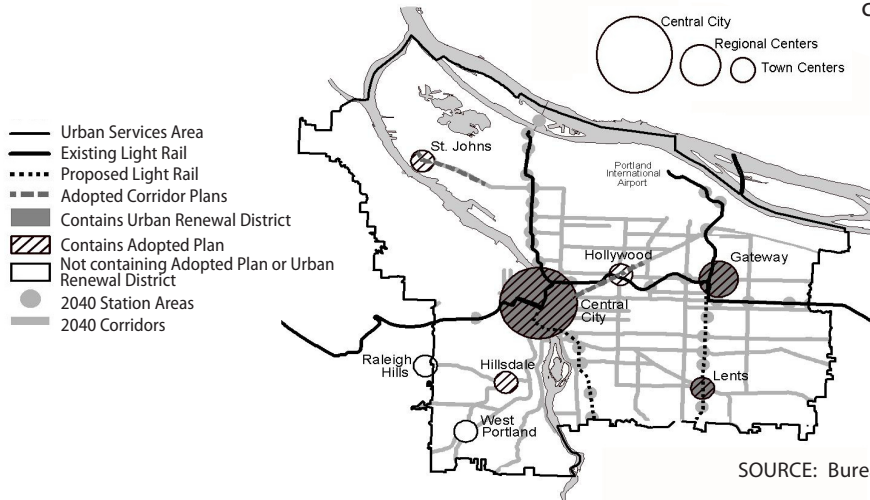 Central City
Regional Centers
Town Centers
Urban Services Area
Existing Light Rail
Proposed Light Rail
Adopted Corridor Plans
Contains Urban Renewal District
Contains Adopted Plan
Not containing Adopted Plan or Urban
Renewal District
2040 Station Areas
2040 Corridors
St. Johns
Portland
International
Airport
Hollywood
Gateway
Central
City
Raleigh
Hills
Hillsdale
Lents
West
Portland
SOURCE: Bure